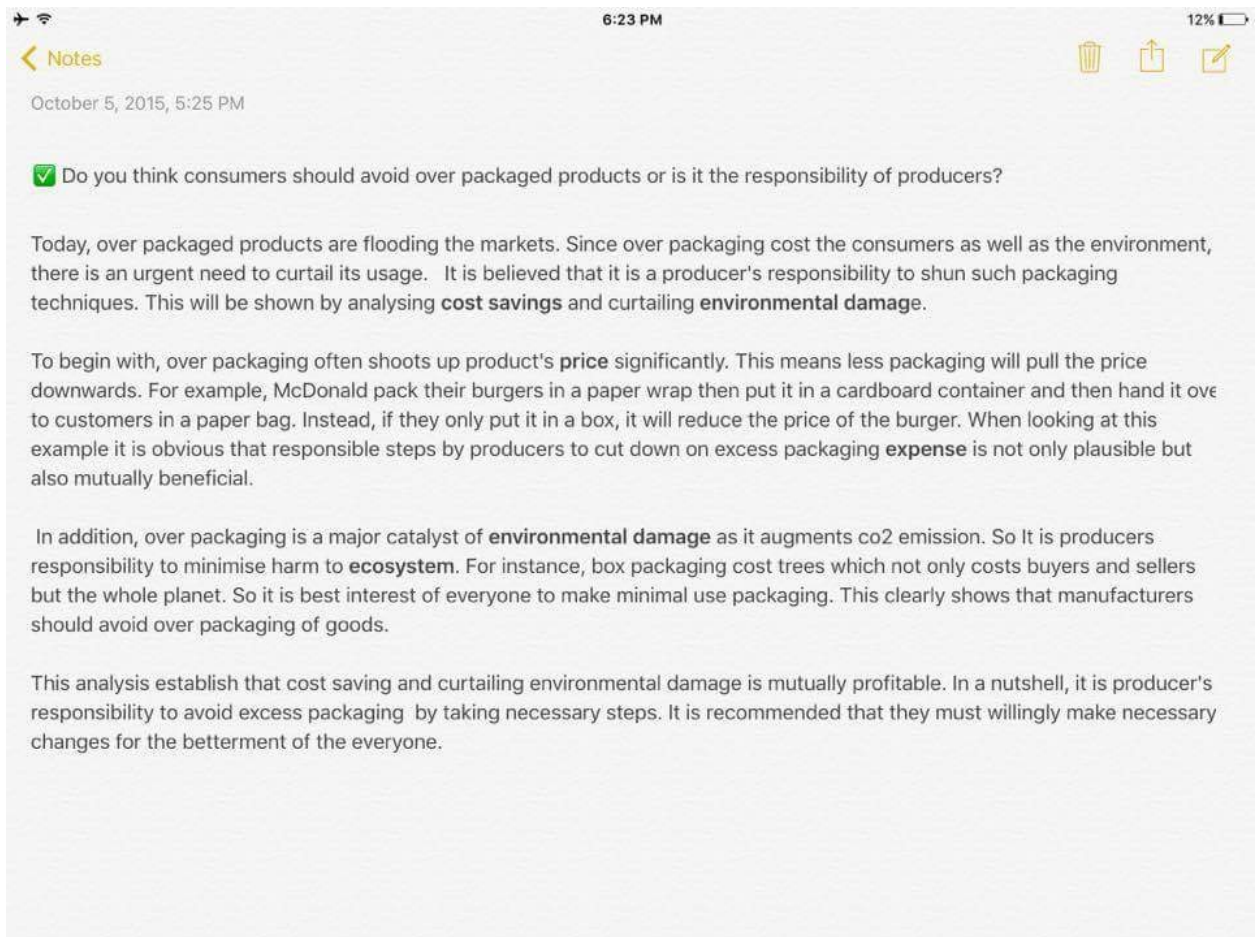 6:23 PM
12%
Notes
October 5, 2015, 5:25 PM
✅ Do you think consumers should avoid over packaged products or is it the responsibility of producers?
Today, over packaged products are flooding the markets. Since over packaging cost the consumers as well as the environment,
there is an urgent need to curtail its usage.   It is believed that it is a producer's responsibility to shun such packaging
techniques. This will be shown by analysing cost savings and curtailing environmental damage.
To begin with, over packaging often shoots up product's price significantly. This means less packaging will pull the price
downwards. For example, McDonald pack their burgers in a paper wrap then put it in a cardboard container and then hand it ove
to customers in a paper bag. Instead, if they only put it in a box, it will reduce the price of the burger. When looking at this
example it is obvious that responsible steps by producers to cut down on excess packaging expense is not only plausible but
also mutually beneficial.
In addition, over packaging is a major catalyst of environmental damage as it augments co2 emission. So It is producers
responsibility to minimise harm to ecosystem. For instance, box packaging cost trees which not only costs buyers and sellers
but the whole planet. So it is best interest of everyone to make minimal use packaging. This clearly shows that manufacturers
should avoid over packaging of goods.
This analysis establish that cost saving and curtailing environmental damage is mutually profitable. In a nutshell, it is producer's
responsibility to avoid excess packaging  by taking necessary steps. It is recommended that they must willingly make necessary
changes for the betterment of the everyone.